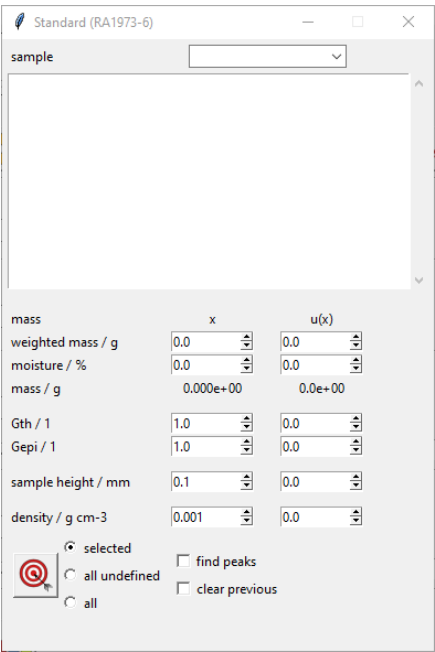 Standard (RA1973-6)
sample
mass x u(x)
weighted mass / g 0.0 0.0
moisture / % 0.0 0.0
mass / g 0.000e+00 0.0e+00
Gth / 1 1.0 0.0
Gepi / 1 1.0 0.0
sample height / mm 0.1 0.0
density / g cm-3 0.001 0.0
selected
find peaks
all undefined
clear previous
all